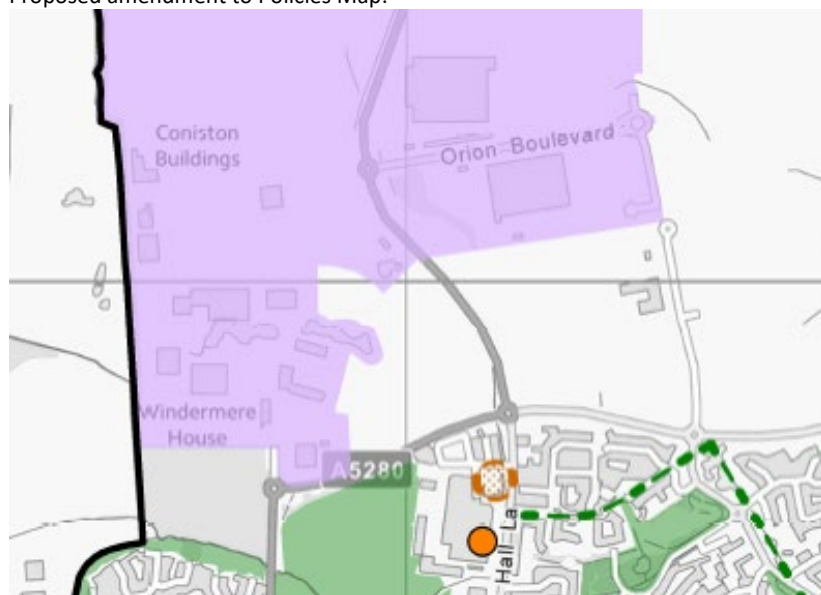 Proposed amendment to Policies Map:
Coniston
Buildings
Orion Boulevard
Windermere
House
A5280
Hall La